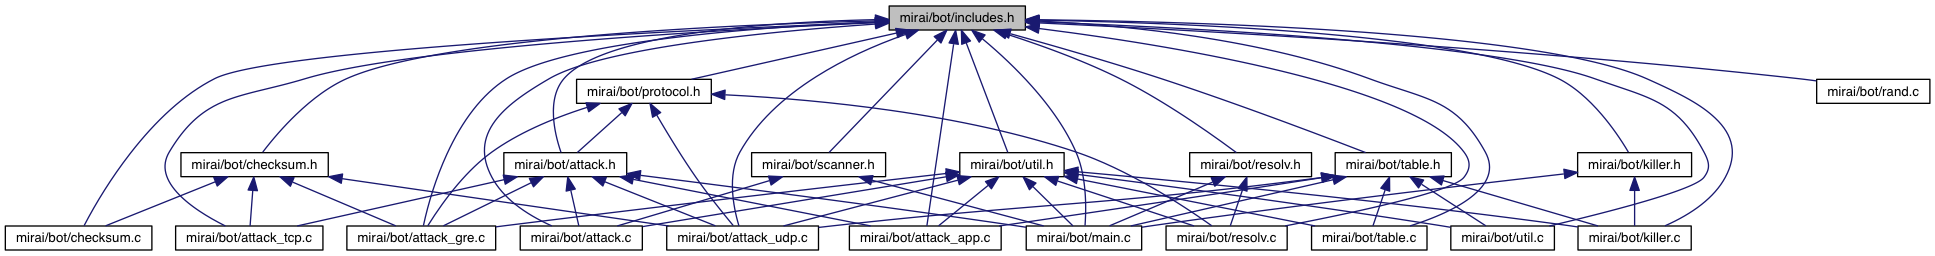 mirai/bot/includes.h
mirai/bot/protocol.h
mirai/bot/rand.c
mirai/bot/checksum.h
mirai/bot/attack.h
mirai/bot/scanner.h
mirai/bot/util.h
mirai/bot/resolv.h
mirai/bot/table.h
mirai/bot/killer.h
mirai/bot/checksum.c
mirai/bot/attack_tcp.c
mirai/bot/attack_gre.c
mirai/bot/attack.c
mirai/bot/attack_udp.c
mirai/bot/attack_app.c
mirai/bot/main.c
mirai/bot/resolv.c
mirai/bot/table.c
mirai/bot/util.c
mirai/bot/killer.c